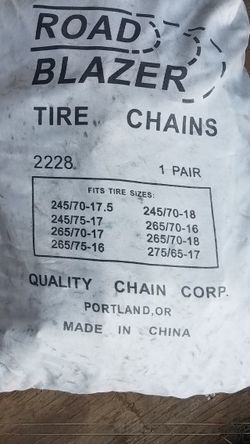 ROAD
BLAZER
TIRE CHAINS
2228 1 PAIR
FITS TIRE SIZES:
245/70-17.5 245/70-18
245/75-17 265/70-16
265/70-17 265/70-18
265/75-16 275/65-17
QUALITY CHAIN CORP.
PORTLAND,OR
MADE IN CHINA